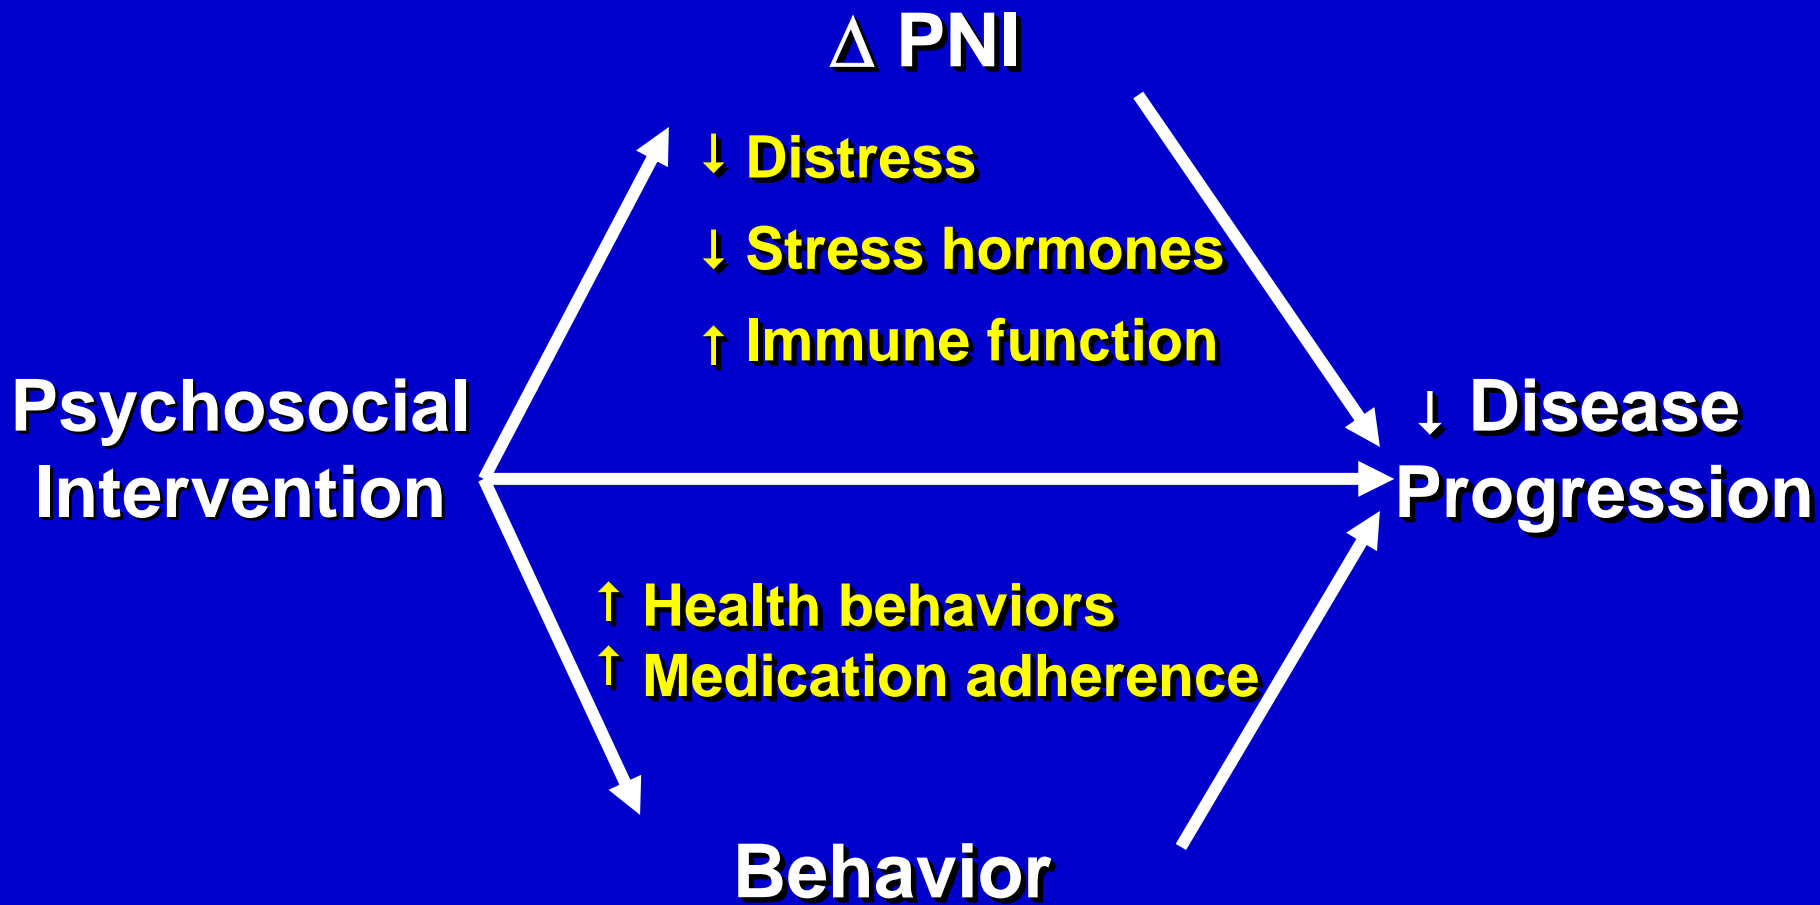 Δ PNI
↓ Distress
↓ Stress hormones
↑ Immune function
Psychosocial
Intervention
↓ Disease
Progression
↑ Health behaviors
↑ Medication adherence
Behavior